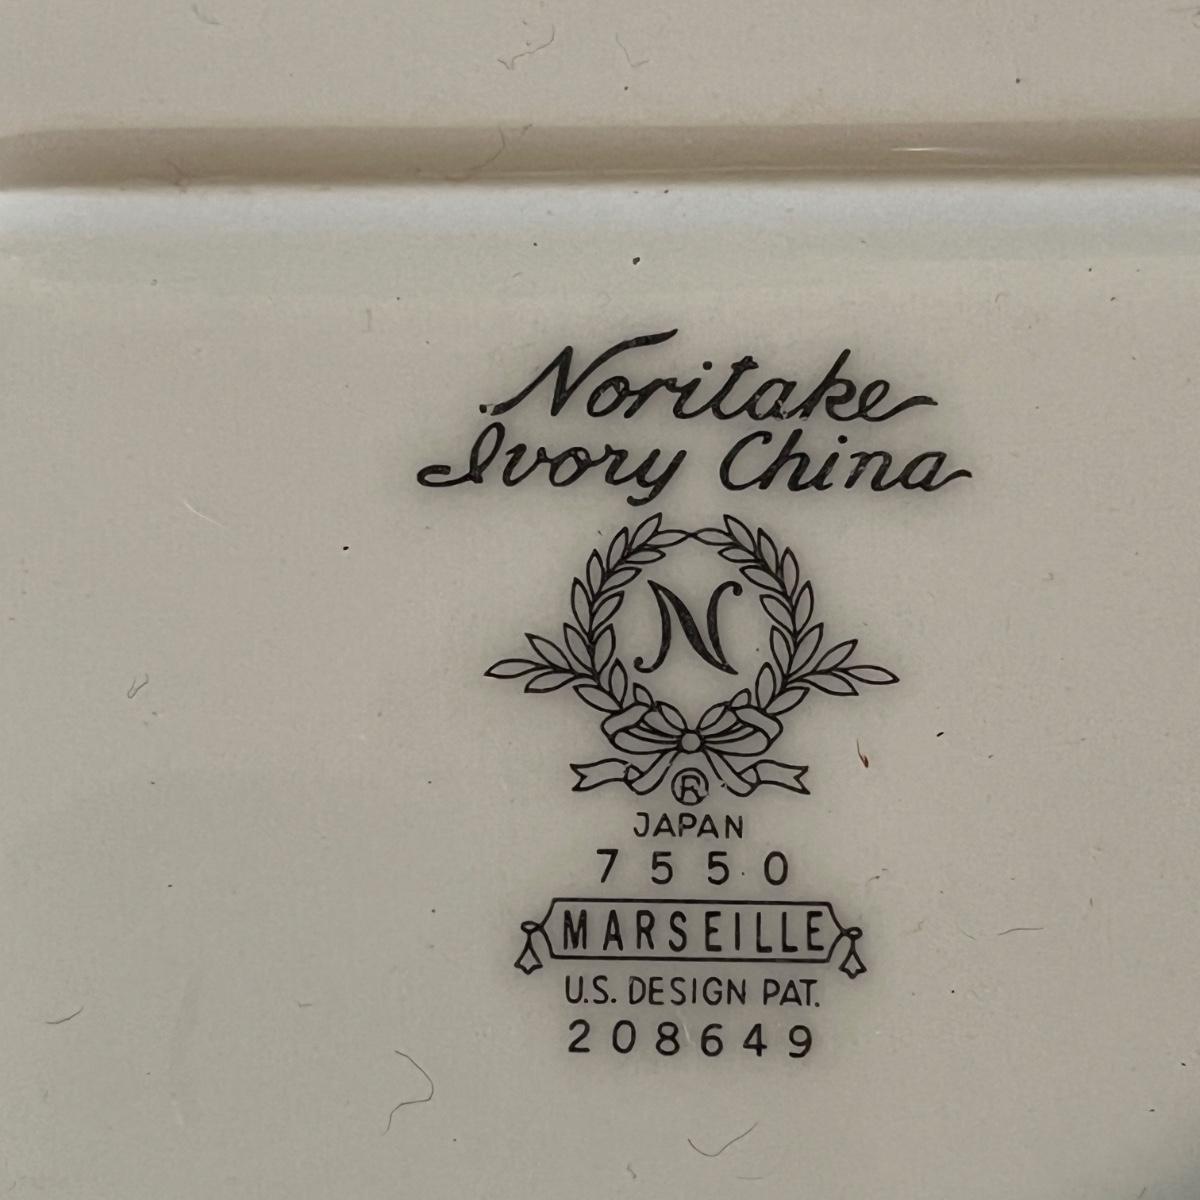 Noritake
Ivory China
N
®
JAPAN
7550
MARSEILLE
U.S. DESIGN PAT.
208649